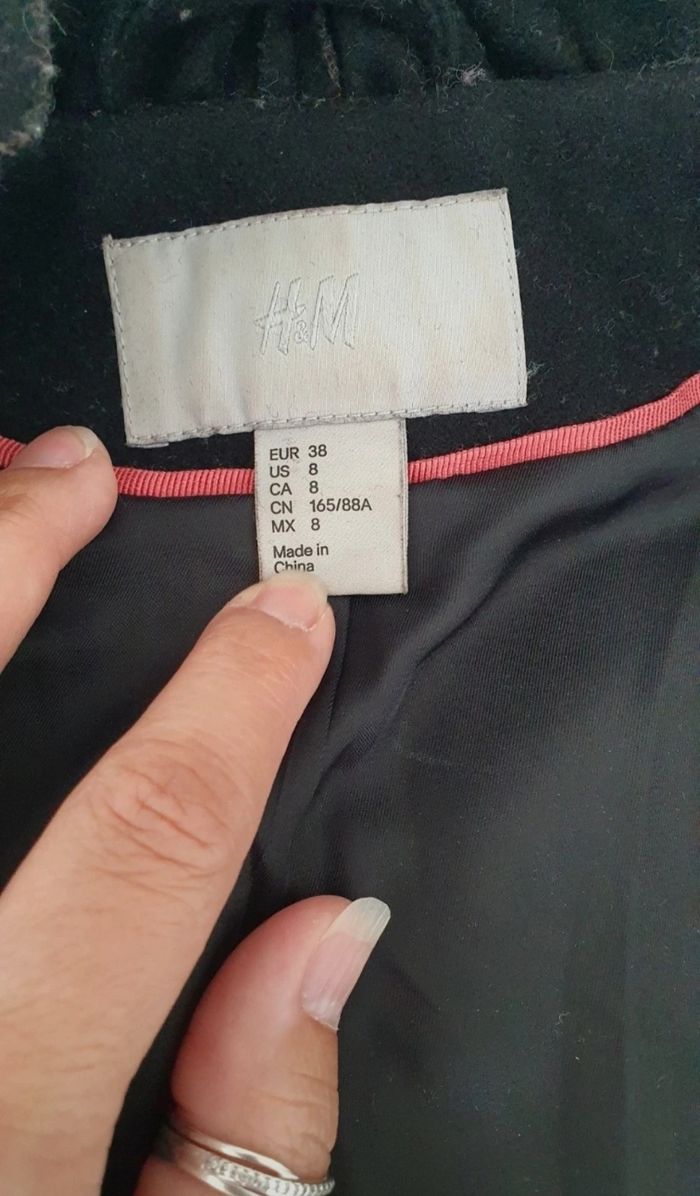 H&M
EUR 38
US 8
CA 8
CN 165/88A
MX 8
Made in
China